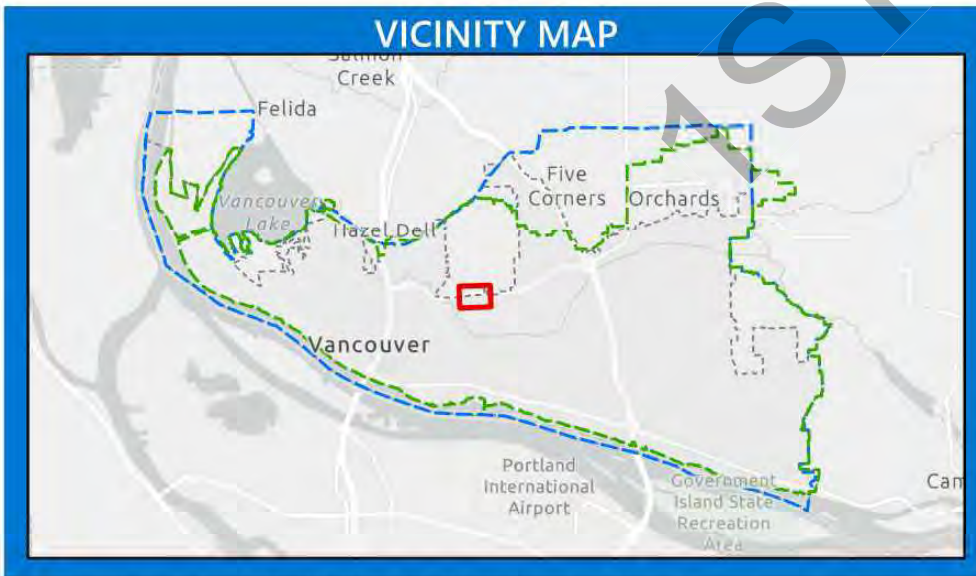 VICINITY MAP
Salmon
Creek
Felida
Five
Corners
Orchards
Vancouver
Lake
Hazel Dell
Vancouver
Portland
International
Airport
Government
Island State
Recreation
Area